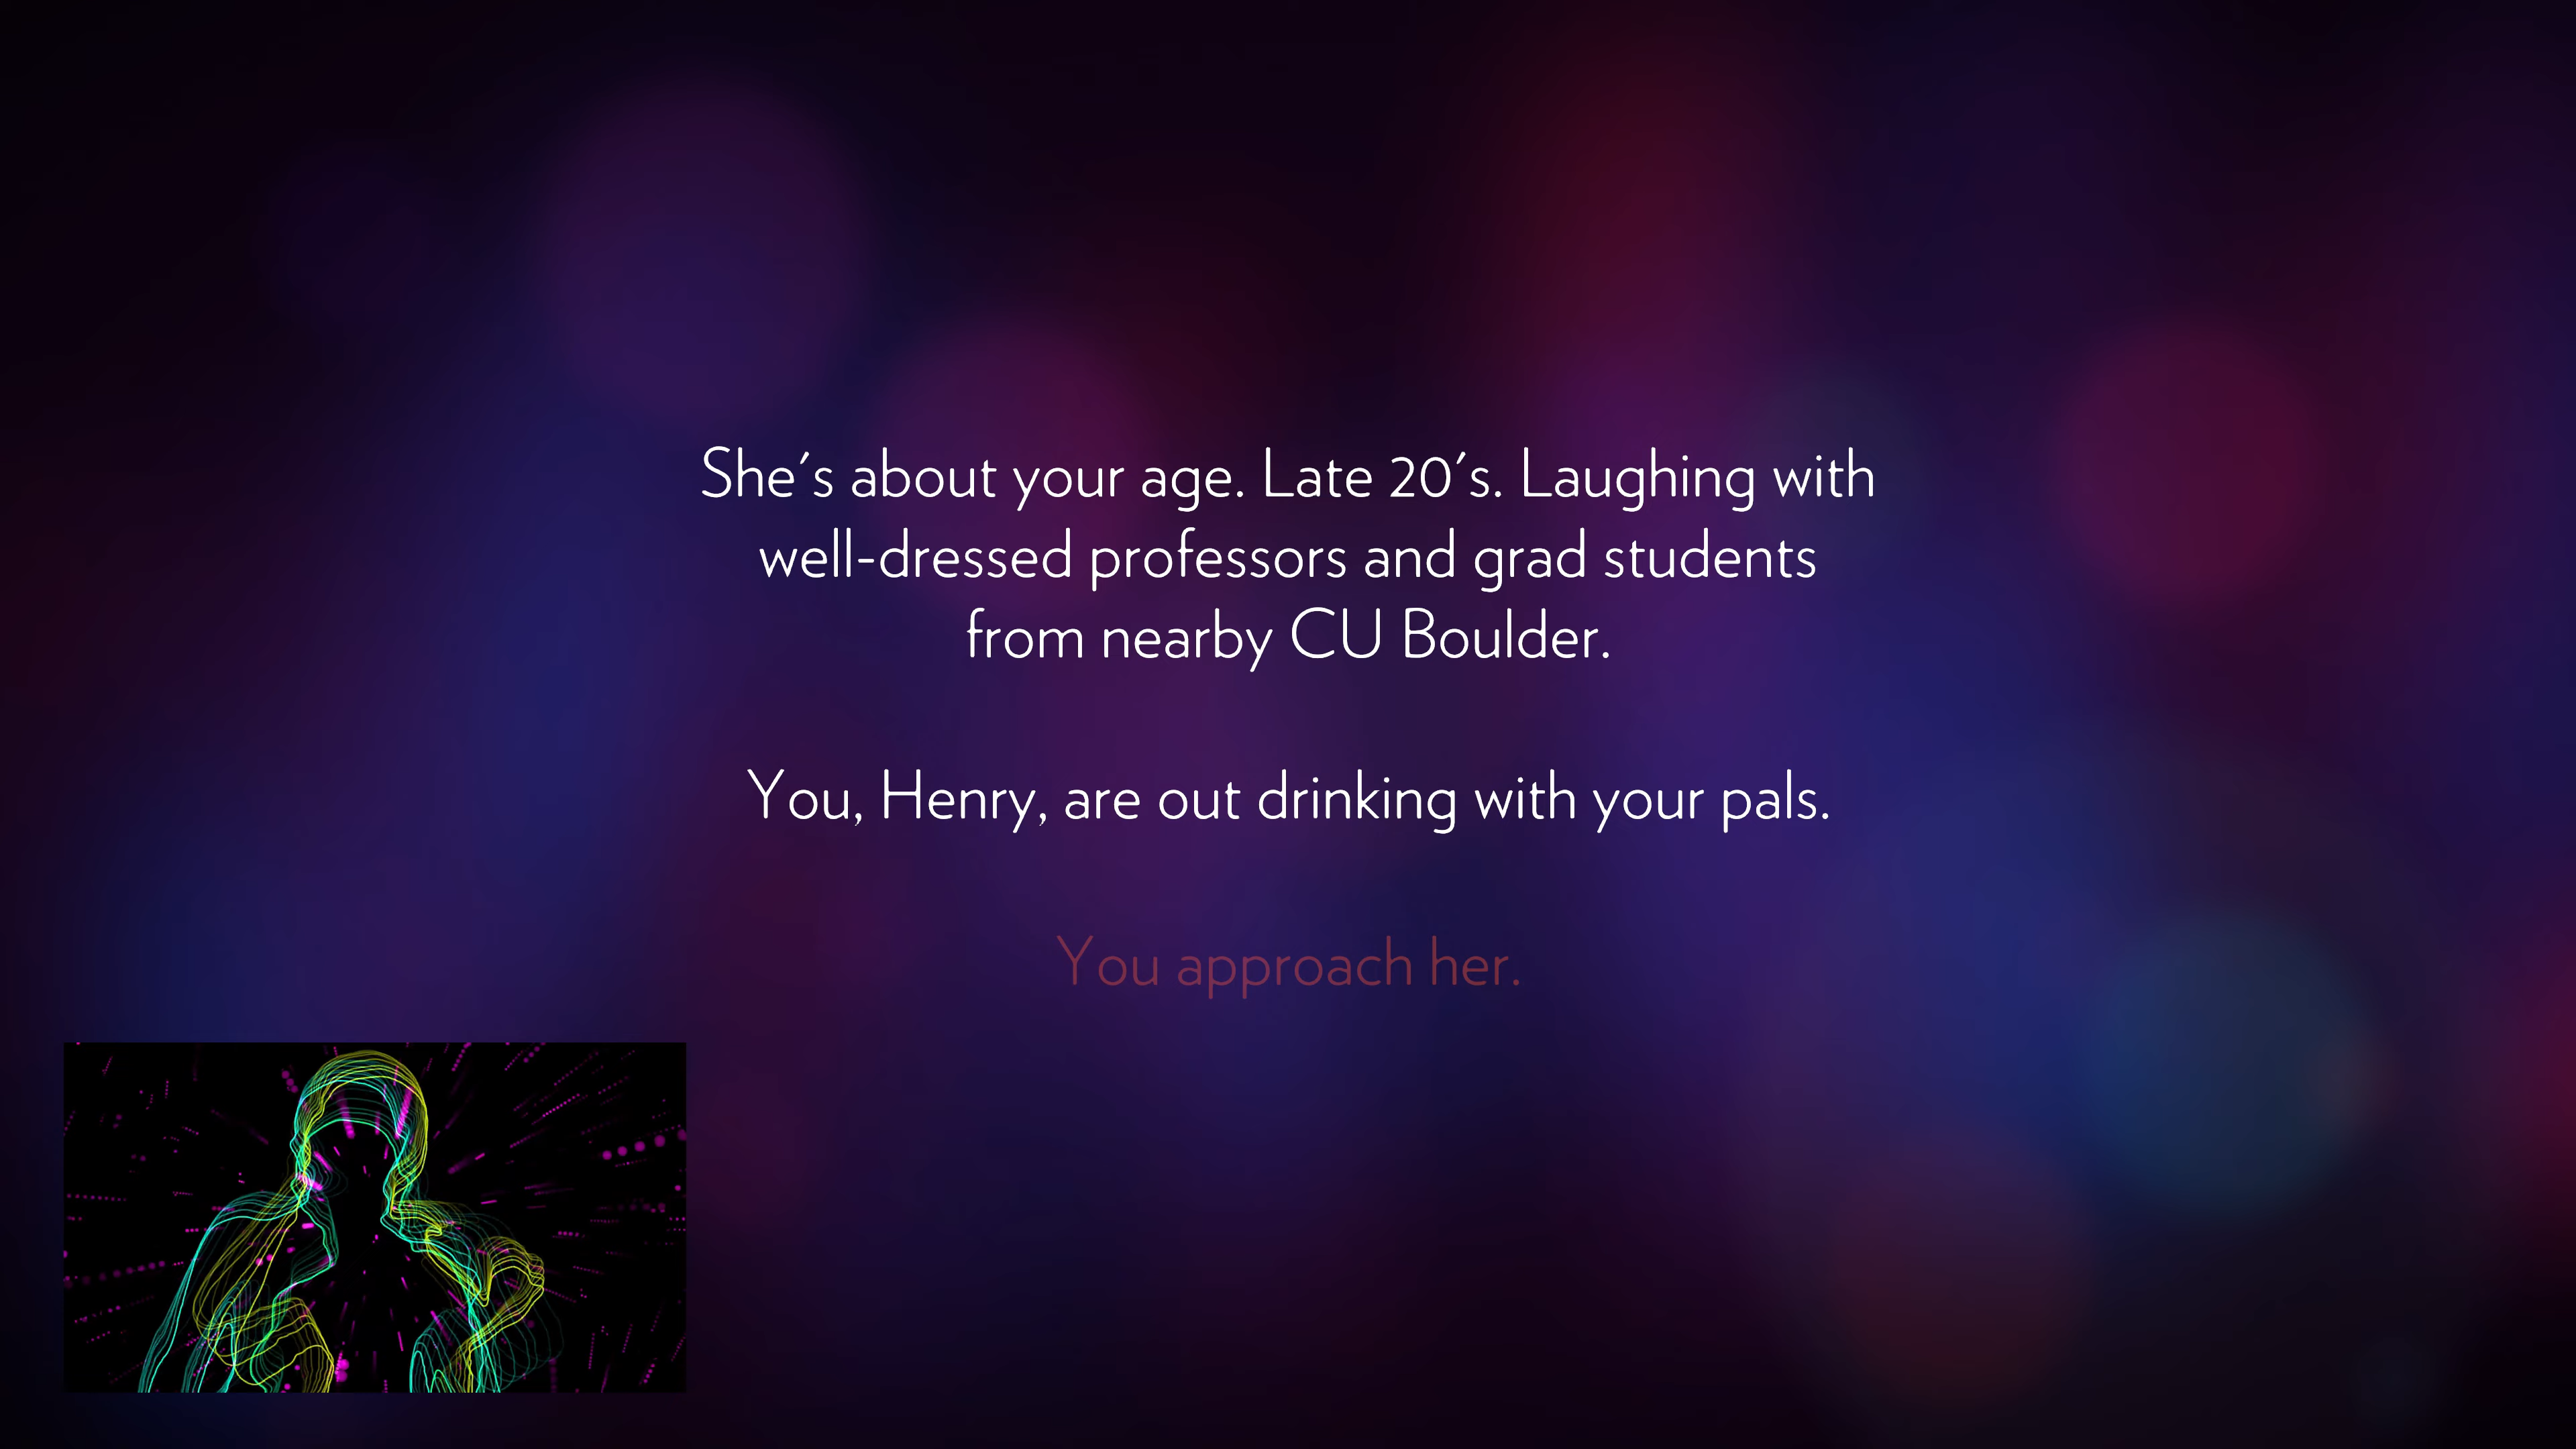 She's about your age. Late 20's. Laughing with
well-dressed professors and grad students
from nearby CU Boulder.
You, Henry, are out drinking with your pals.
You approach her.